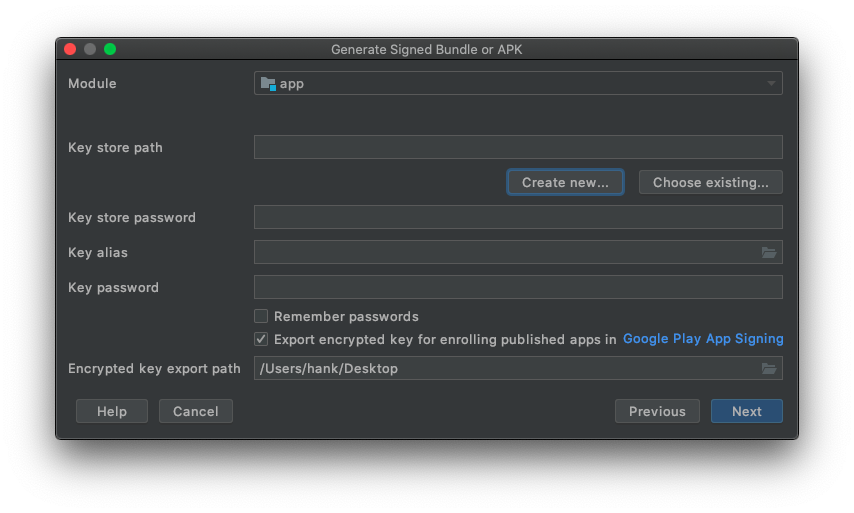 Generate Signed Bundle or APK
Module
app
Key store path
Create new...
Choose existing...
Key store password
Key alias
Key password
Remember passwords
Export encrypted key for enrolling published apps in Google Play App Signing
Encrypted key export path
/Users/hank/Desktop
Help
Cancel
Previous
Next